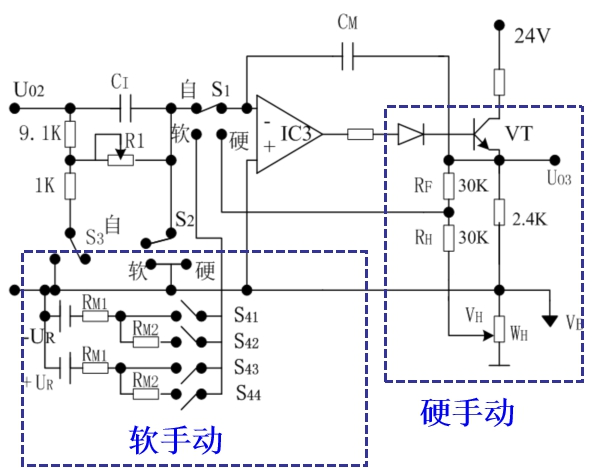 24V
U02
CI
自
S1
CM
9.1K
R1
软
硬
-
+
IC3
VT
1K
RF
30K
U03
自
S3
S2
RH
30K
2.4K
软
硬
-UR
RM1
RM2
S41
S42
VH
WH
+UR
RM1
RM2
S43
S44
软手动
硬手动